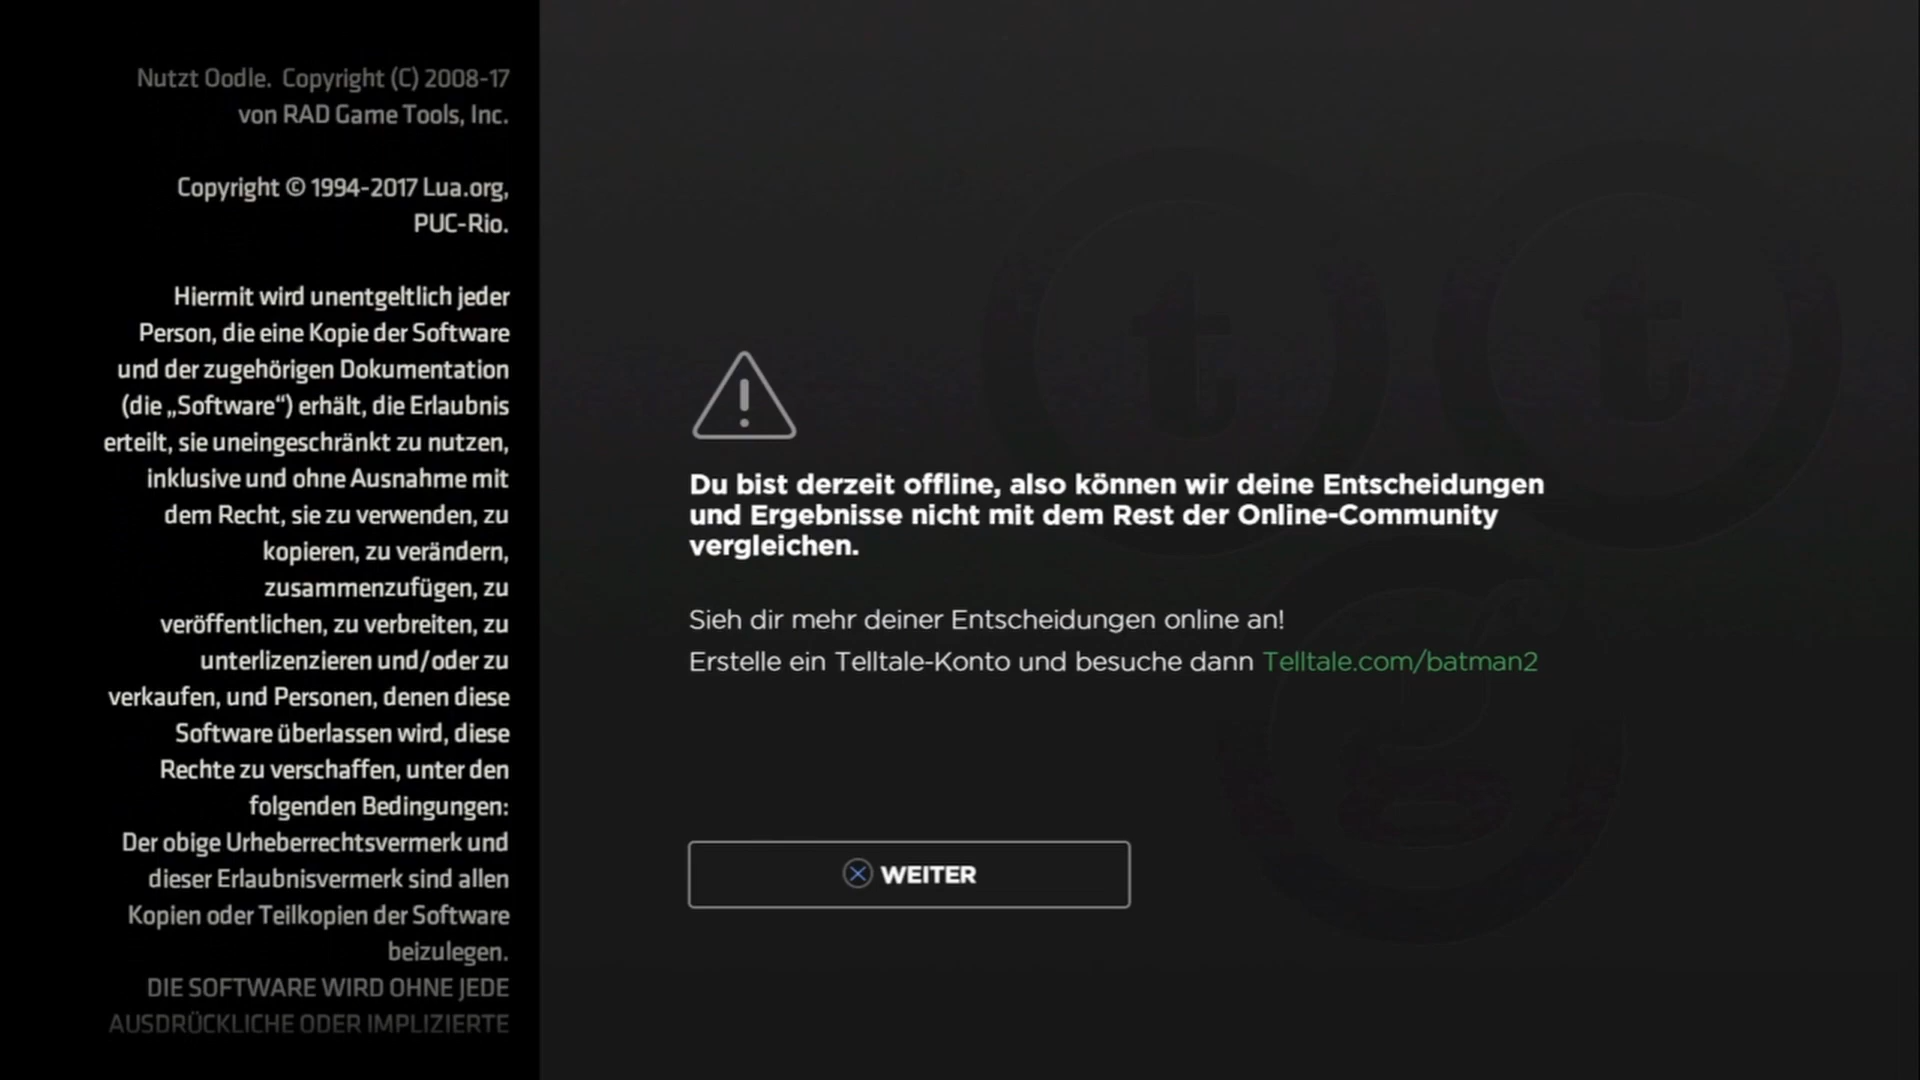 Nutzt Oodle. Copyright (C) 2008-17
von RAD Game Tools, Inc.
Copyright © 1994-2017 Lua.org,
PUC-Rio.
Hiermit wird unentgeltlich jeder
Person, die eine Kopie der Software
und der zugehörigen Dokumentation
(die „Software“) erhält, die Erlaubnis
erteilt, sie uneingeschränkt zu nutzen,
inklusive und ohne Ausnahme mit
dem Recht, sie zu verwenden, zu
kopieren, zu verändern,
zusammenzufügen, zu
veröffentlichen, zu verbreiten, zu
unterlizenzieren und/oder zu
verkaufen, und Personen, denen diese
Software überlassen wird, diese
Rechte zu verschaffen, unter den
folgenden Bedingungen:
Der obige Urheberrechtsvermerk und
dieser Erlaubnisvermerk sind allen
Kopien oder Teilkopien der Software
beizulegen.
DIE SOFTWARE WIRD OHNE JEDE
AUSDRÜCKLICHE ODER IMPLIZIERTE
Du bist derzeit offline, also können wir deine Entscheidungen
und Ergebnisse nicht mit dem Rest der Online-Community
vergleichen.
Sieh dir mehr deiner Entscheidungen online an!
Erstelle ein Telltale-Konto und besuche dann Telltale.com/batman2
WEITER
t t
g